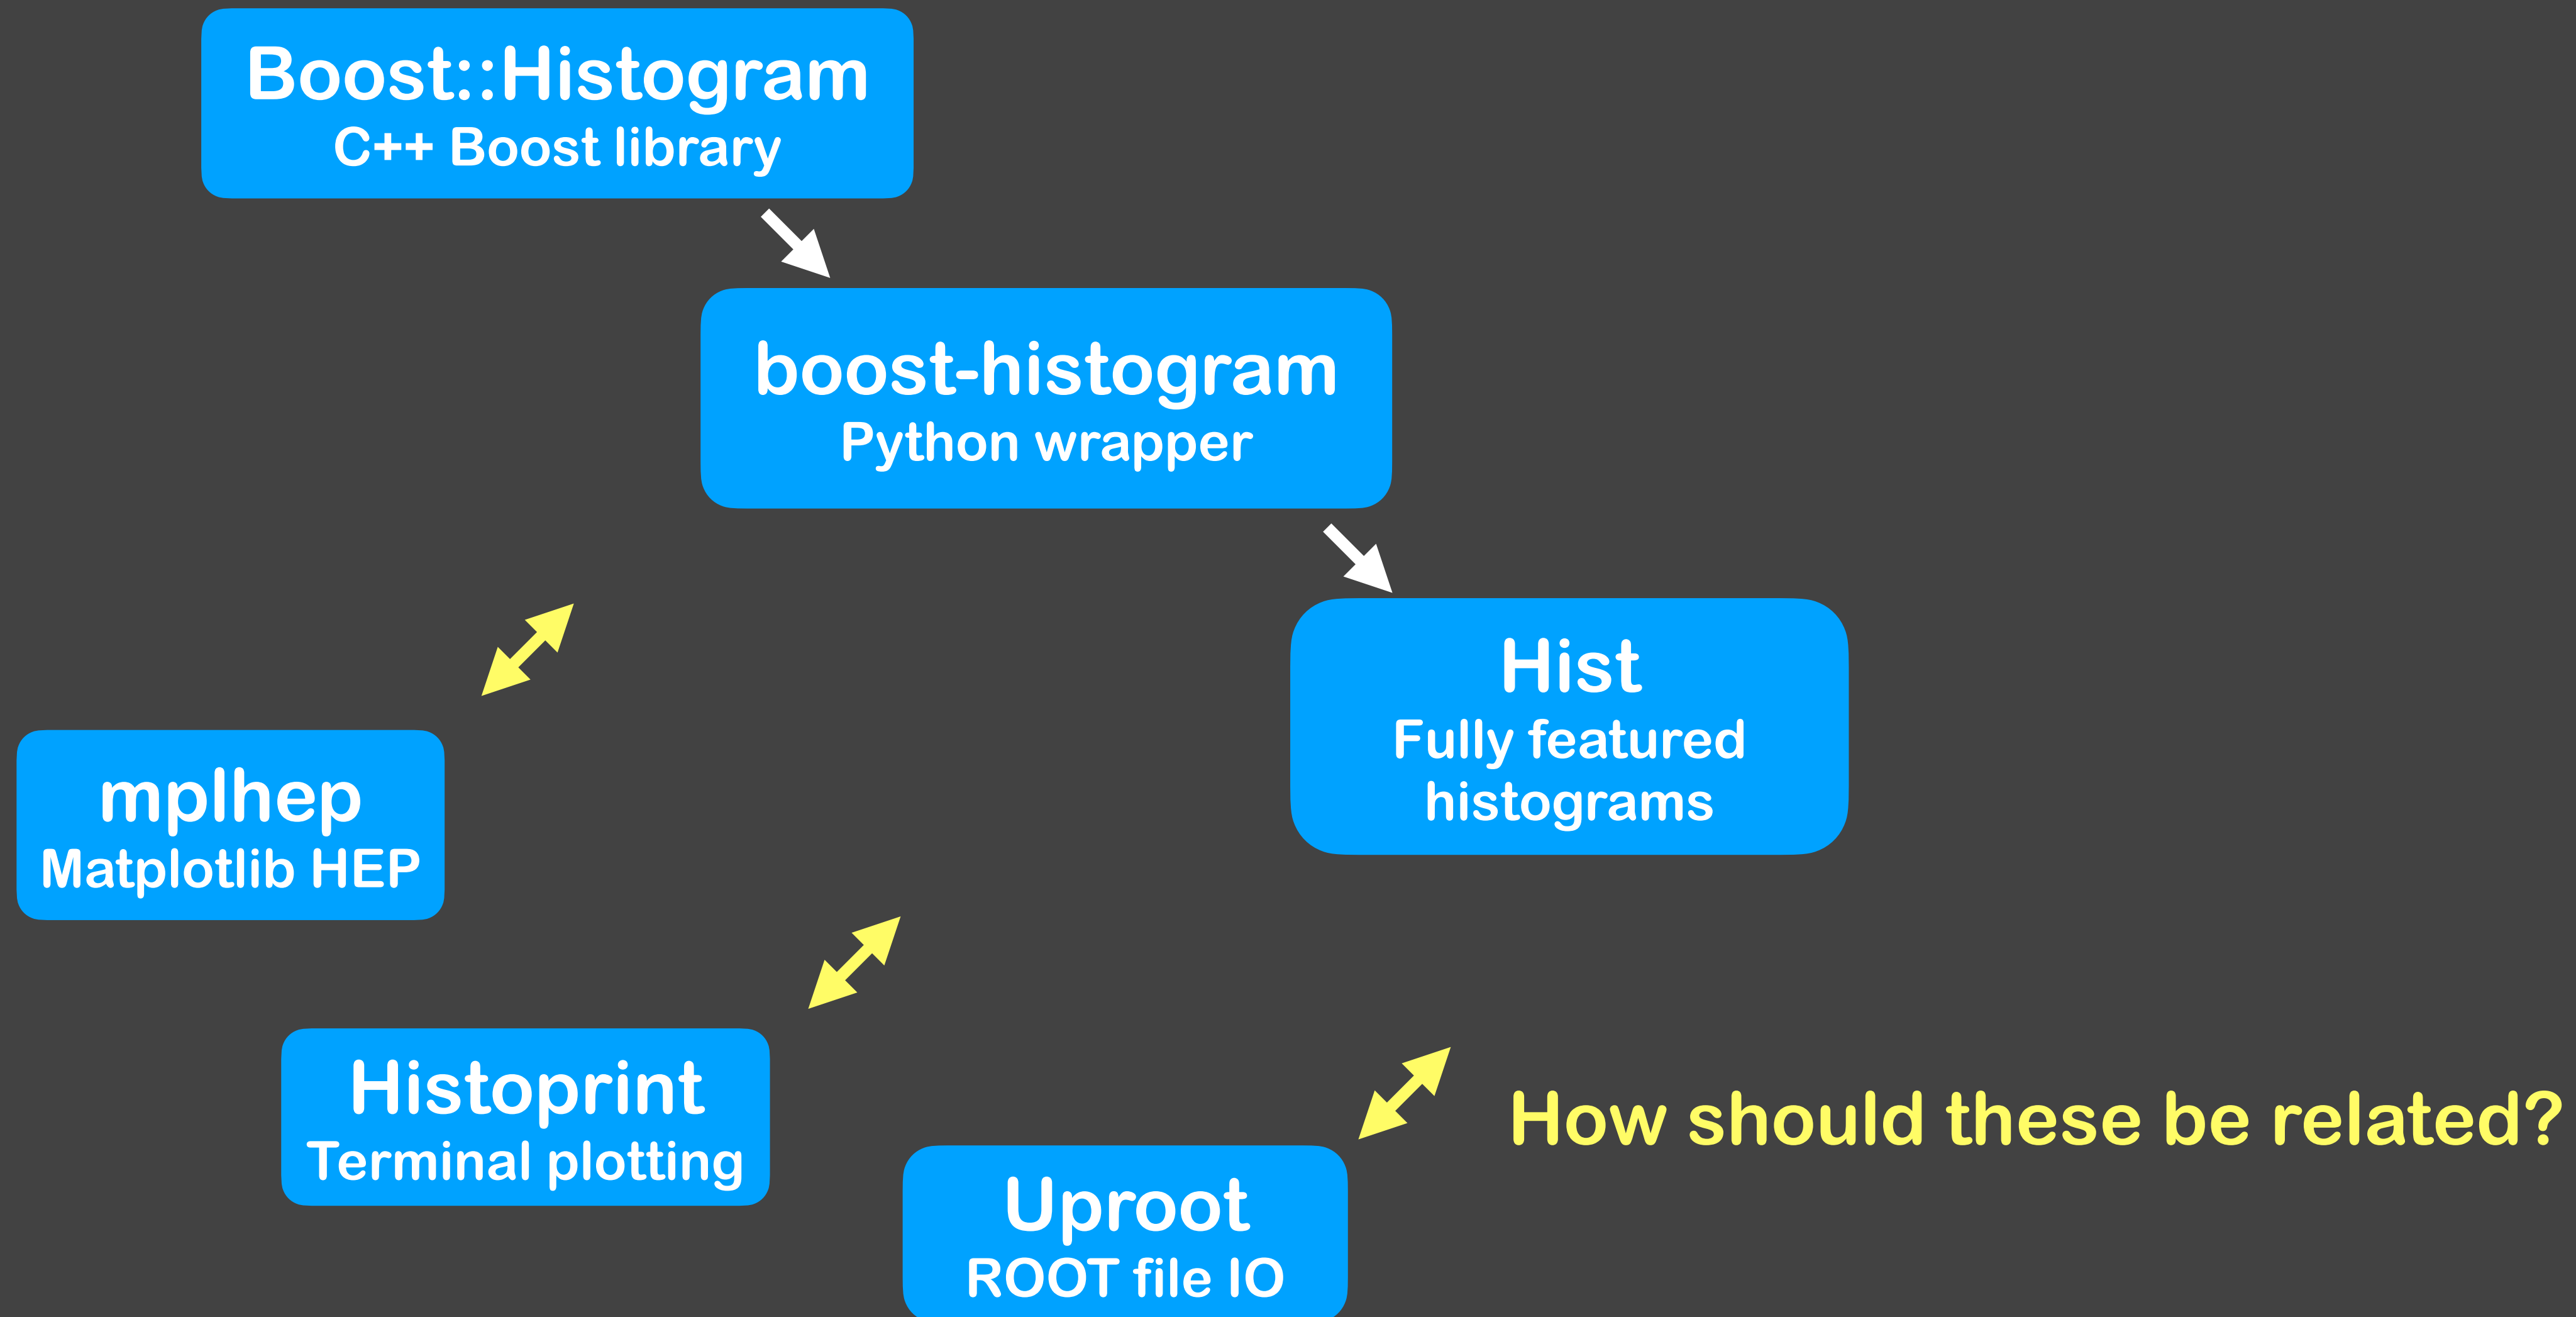 Boost::Histogram
C++ Boost library
boost-histogram
Python wrapper
Hist
Fully featured
histograms
mplhep
Matplotlib HEP
Histoprint
Terminal plotting
Uproot
ROOT file IO
How should these be related?